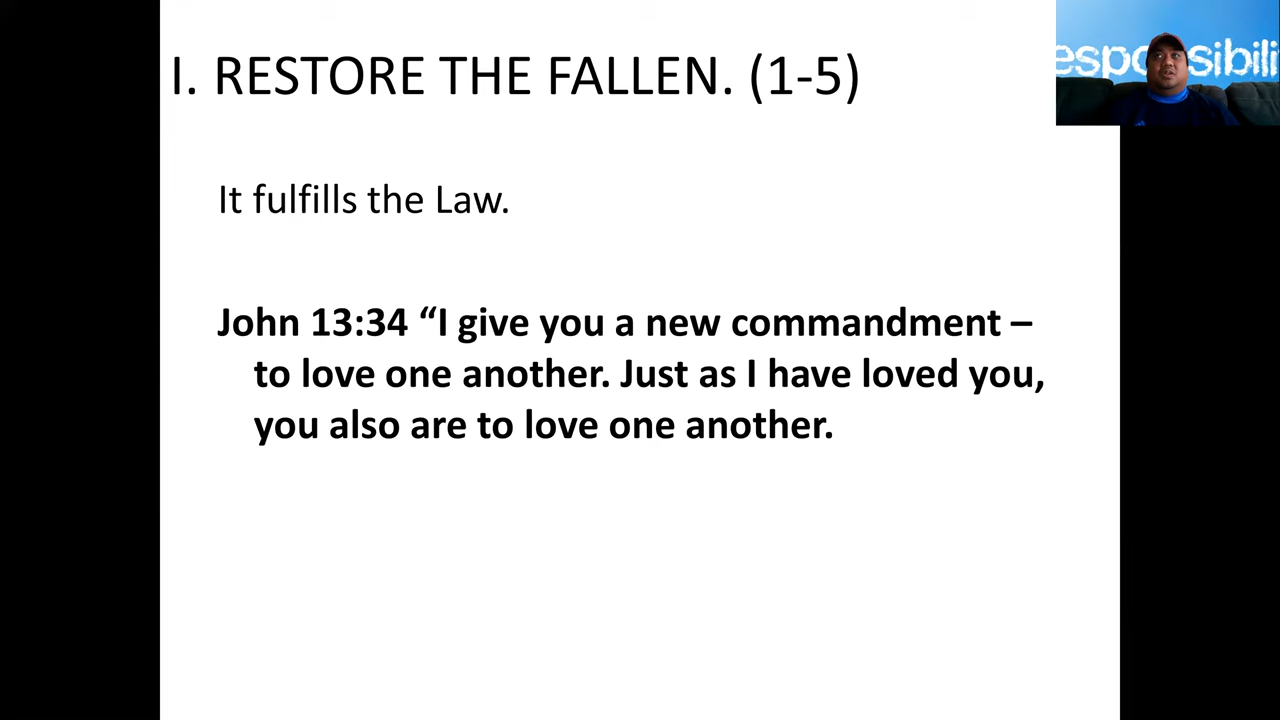 I. RESTORE THE FALLEN. (1-5)
esponsibili
It fulfills the Law.
John 13:34 “I give you a new commandment –
to love one another. Just as I have loved you,
you also are to love one another.